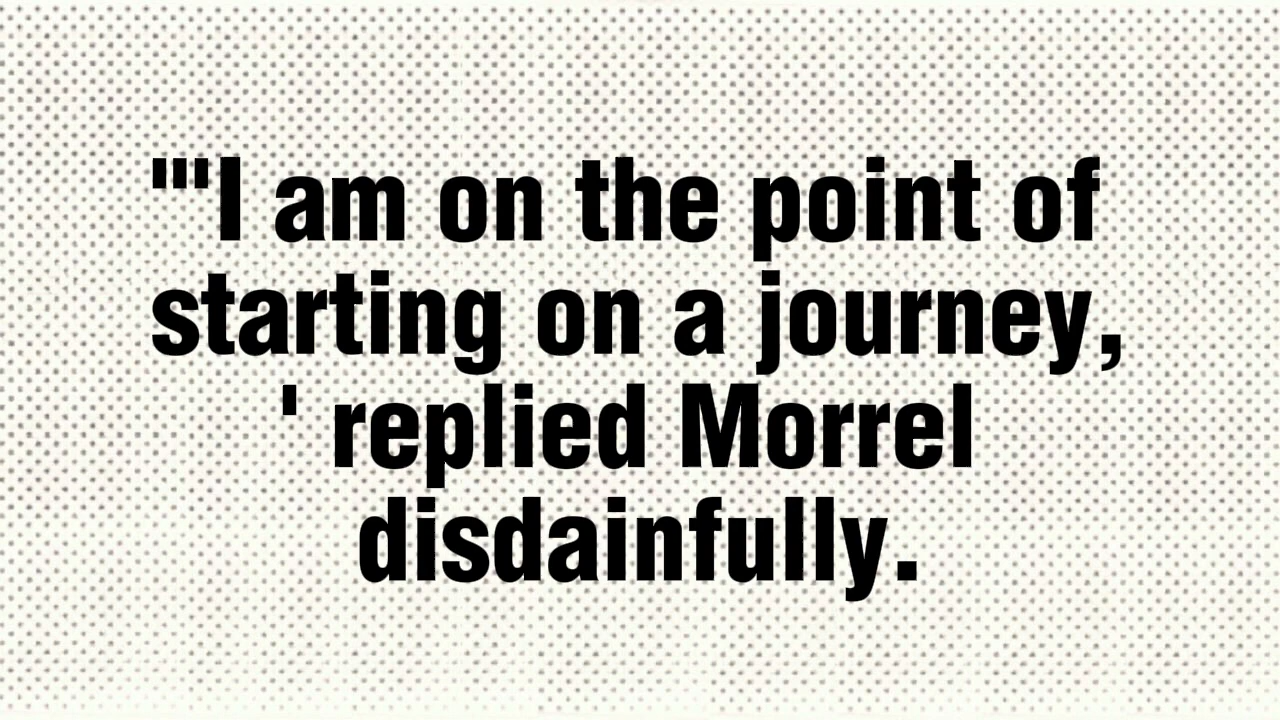 "'I am on the point of
starting on a journey,
' replied Morrel
disdainfully.